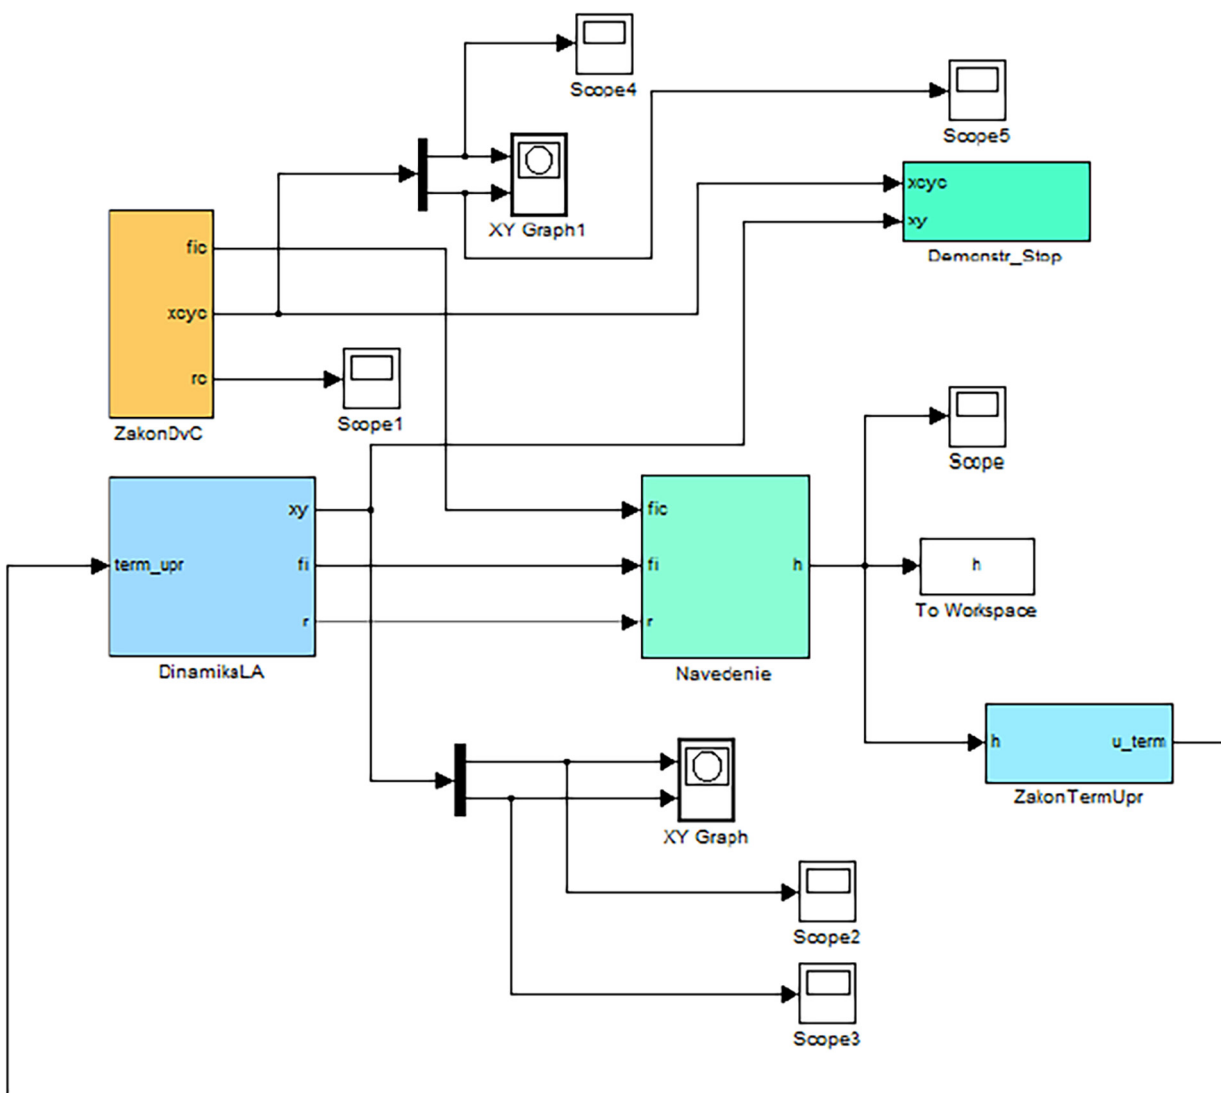 Scope4
Scope5
XY Graph1
xcyc
xy
Demonstr_Stop
fic
xcyc
rc
ZakonDvC
Scope1
Scope
term_upr
xy
fi
r
DinamikaLA
fic
fi
r
h
Navedenie
h
To Workspace
h
u_term
ZakonTermUpr
XY Graph
Scope2
Scope3